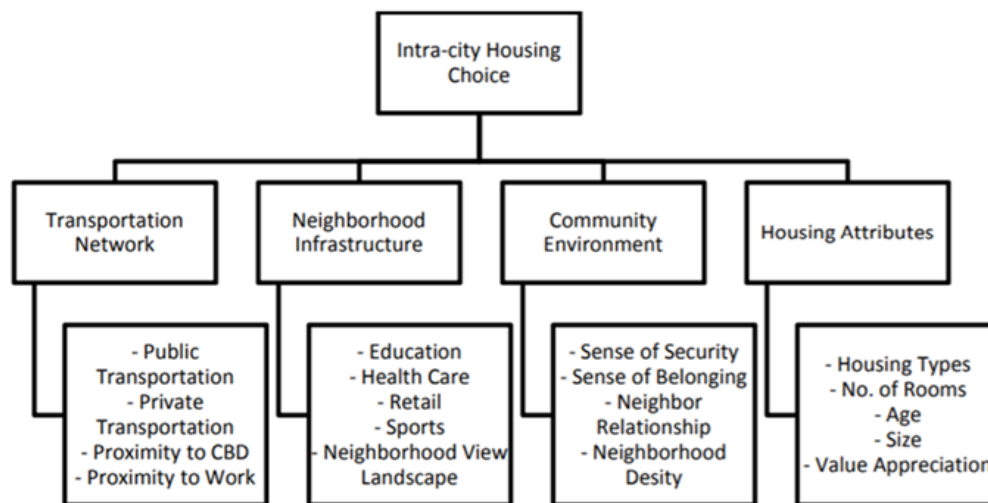 Intra-city Housing
Choice
Transportation
Network
Neighborhood
Infrastructure
Community
Environment
Housing Attributes
- Public
Transportation
- Private
Transportation
- Proximity to CBD
- Proximity to Work
- Education
- Health Care
- Retail
- Sports
- Neighborhood View
Landscape
- Sense of Security
- Sense of Belonging
- Neighbor
Relationship
- Neighborhood
Desity
- Housing Types
- No. of Rooms
- Age
- Size
- Value Appreciation